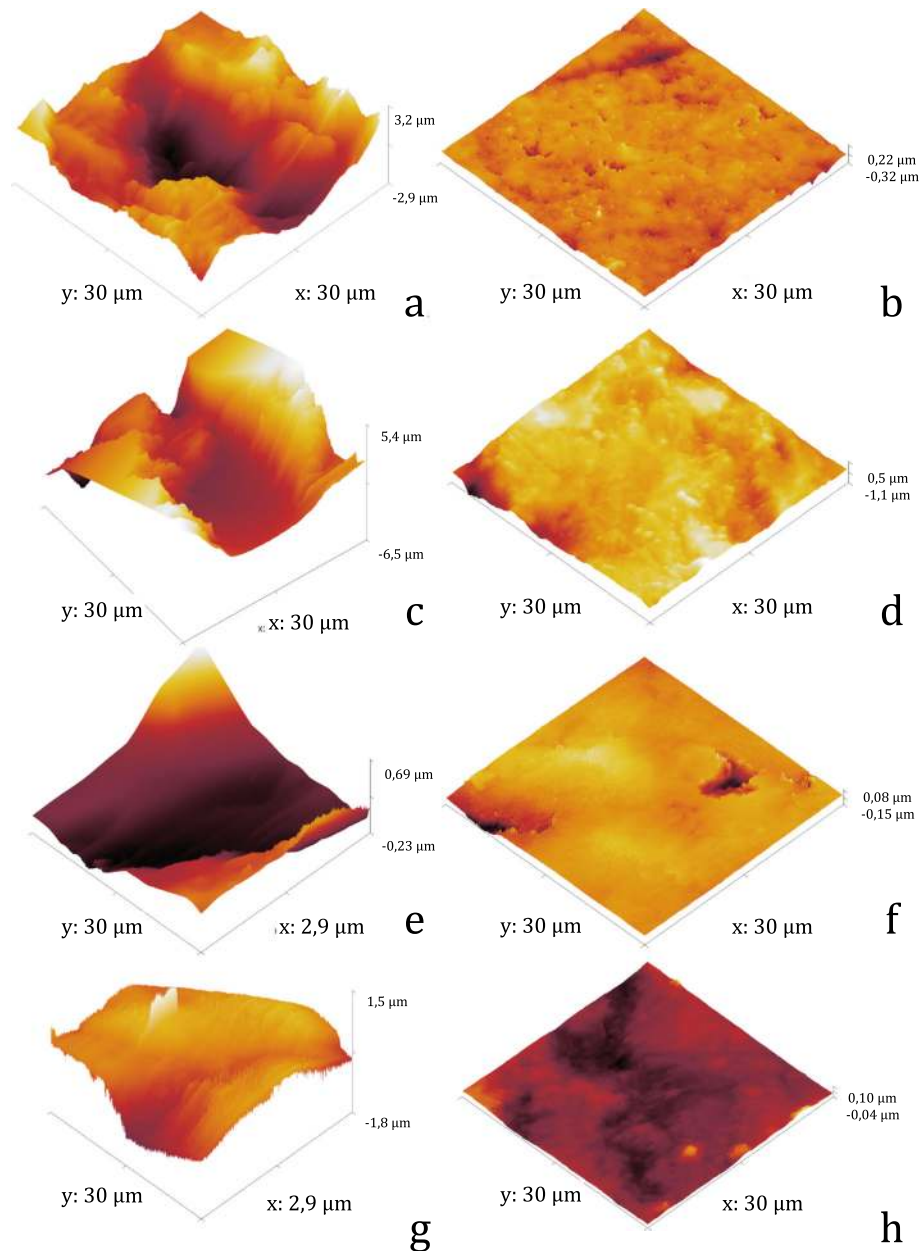 3,2 µm
-2,9 µm
y: 30 µm
x: 30 µm
a
0,22 µm
-0,32 µm
y: 30 µm
x: 30 µm
b
5,4 µm
-6,5 µm
y: 30 µm
x: x: 30 µm
c
0,5 µm
-1,1 µm
y: 30 µm
x: 30 µm
d
0,69 µm
-0,23 µm
y: 30 µm
x: 2,9 µm
e
0,08 µm
-0,15 µm
y: 30 µm
x: 30 µm
f
1,5 µm
-1,8 µm
y: 30 µm
x: 2,9 µm
g
0,10 µm
-0,04 µm
y: 30 µm
x: 30 µm
h